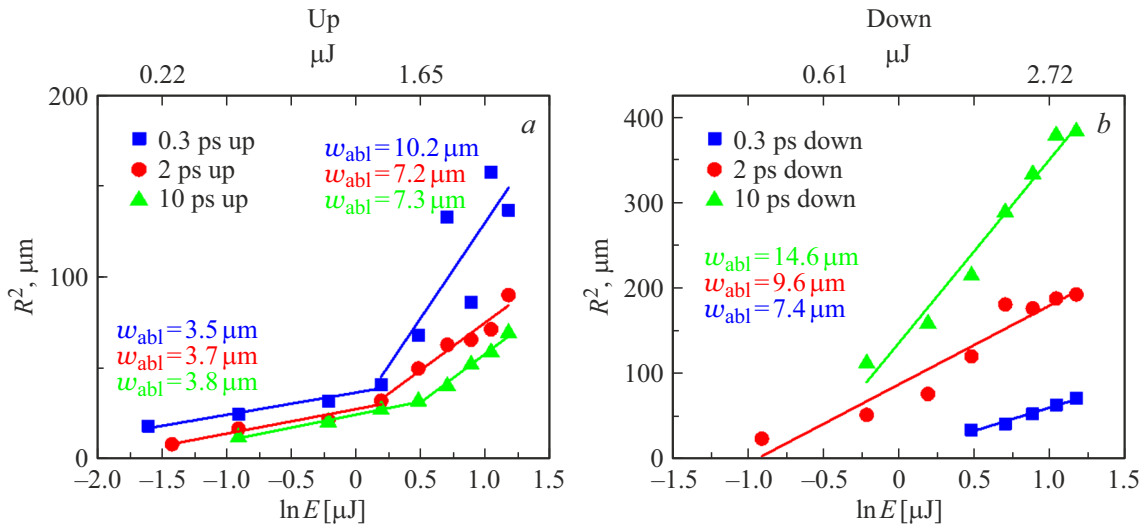 Up
μJ
0.22 1.65
200
100
0
R², μm
a
0.3 ps up
2 ps up
10 ps up
w_abl = 10.2 μm
w_abl = 7.2 μm
w_abl = 7.3 μm
w_abl = 3.5 μm
w_abl = 3.7 μm
w_abl = 3.8 μm
−2.0 −1.5 −1.0 −0.5 0 0.5 1.0 1.5
ln E [μJ]
Down
μJ
0.61 2.72
400
300
200
100
0
R², μm
b
0.3 ps down
2 ps down
10 ps down
w_abl = 14.6 μm
w_abl = 9.6 μm
w_abl = 7.4 μm
−1.5 −1.0 −0.5 0 0.5 1.0 1.5
ln E [μJ]